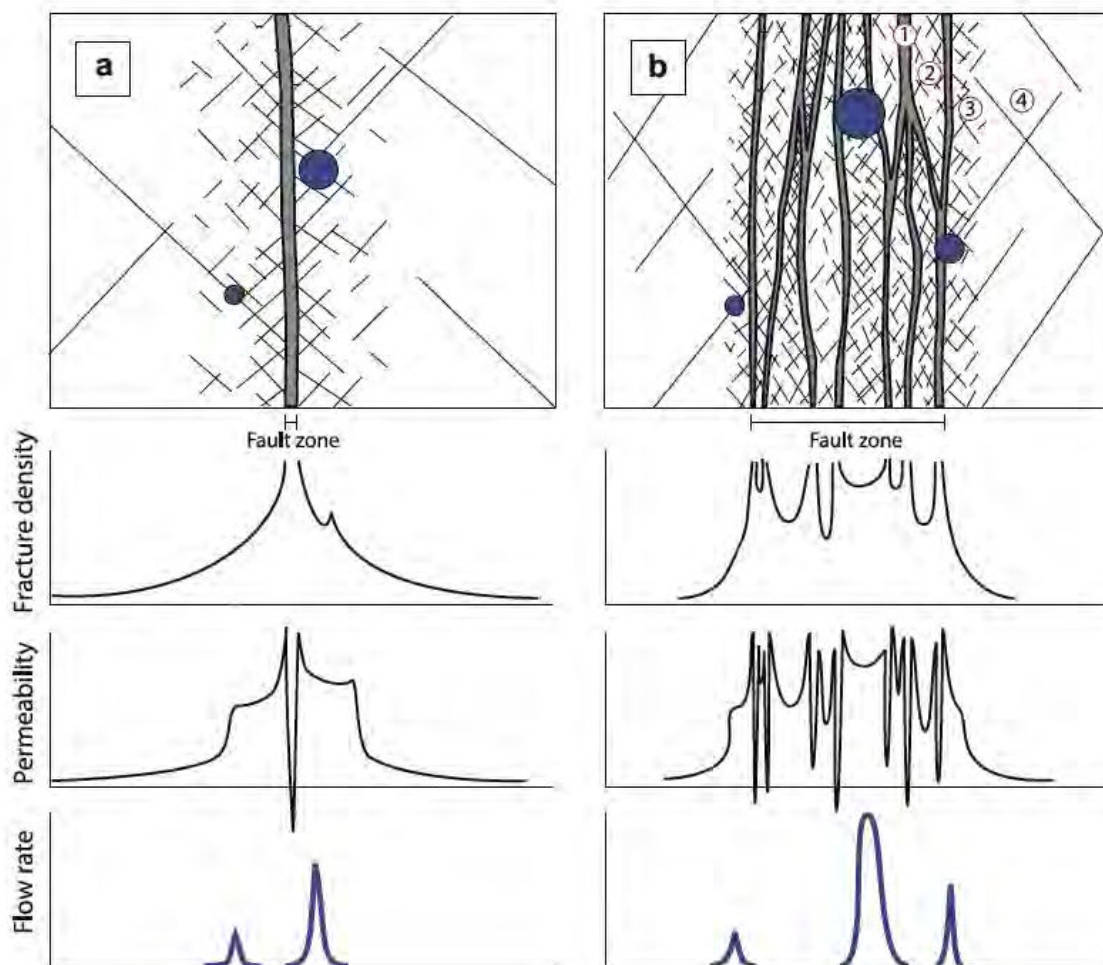 a
b
①
②
③
④
Fault zone
Fault zone
Fracture density
Permeability
Flow rate